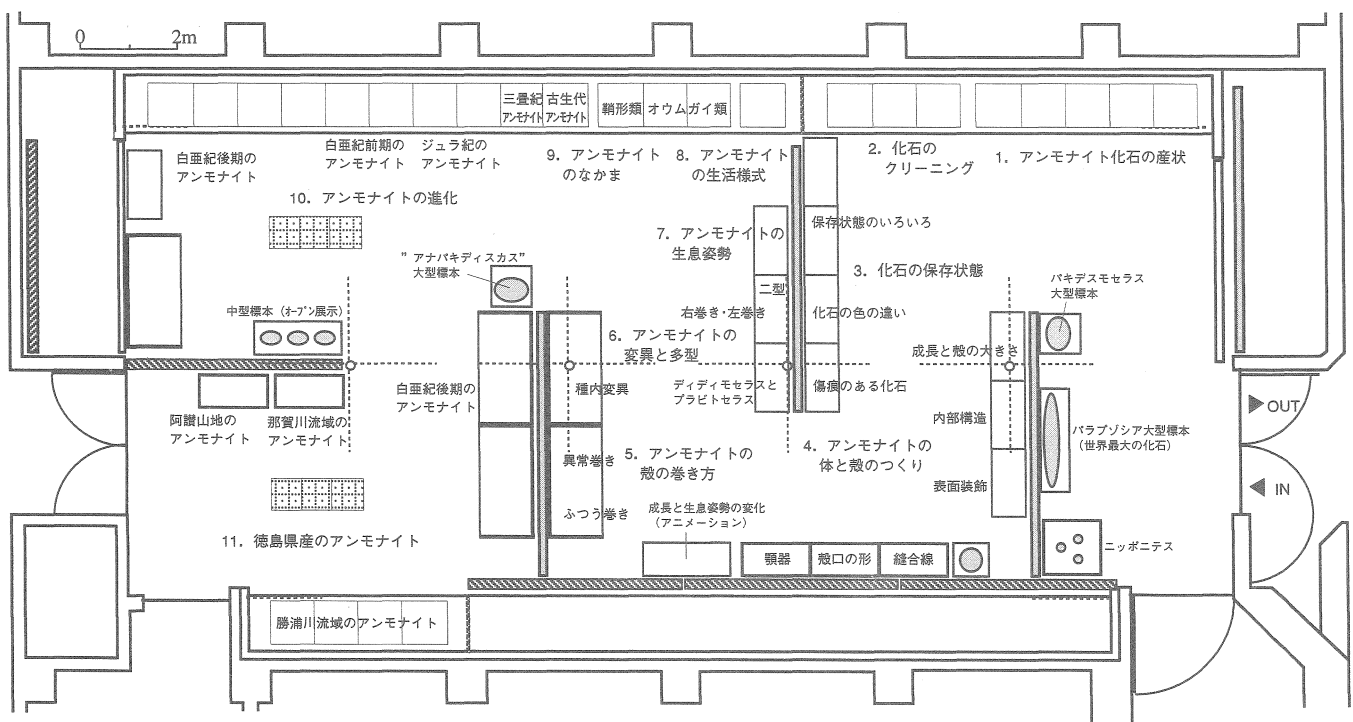 0 2m
三畳紀
アンモナイト
古生代
アンモナイト
鞘形類
オウムガイ類
白亜紀後期の
アンモナイト
白亜紀前期の
アンモナイト
ジュラ紀の
アンモナイト
9. アンモナイト
のなかま
8. アンモナイト
の生活様式
2. 化石の
クリーニング
1. アンモナイト化石の産状
10. アンモナイトの進化
7. アンモナイトの
生息姿勢
保存状態のいろいろ
3. 化石の保存状態
”アナパキディスカス”
大型標本
パキデスモセラス
大型標本
二型
中型標本（オープン展示）
右巻き・左巻き
化石の色の違い
6. アンモナイトの
変異と多型
成長と殻の大きさ
白亜紀後期の
アンモナイト
種内変異
ディディモセラスと
プラビトセラス
傷痕のある化石
阿讃山地の
アンモナイト
那賀川流域の
アンモナイト
内部構造
パラプゾシア大型標本
（世界最大の化石）
OUT
5. アンモナイトの
殻の巻き方
4. アンモナイトの
体と殻のつくり
異常巻き
表面装飾
IN
ふつう巻き
成長と生息姿勢の変化
（アニメーション）
11. 徳島県産のアンモナイト
顎器
殻口の形
縫合線
ニッポニテス
勝浦川流域のアンモナイト